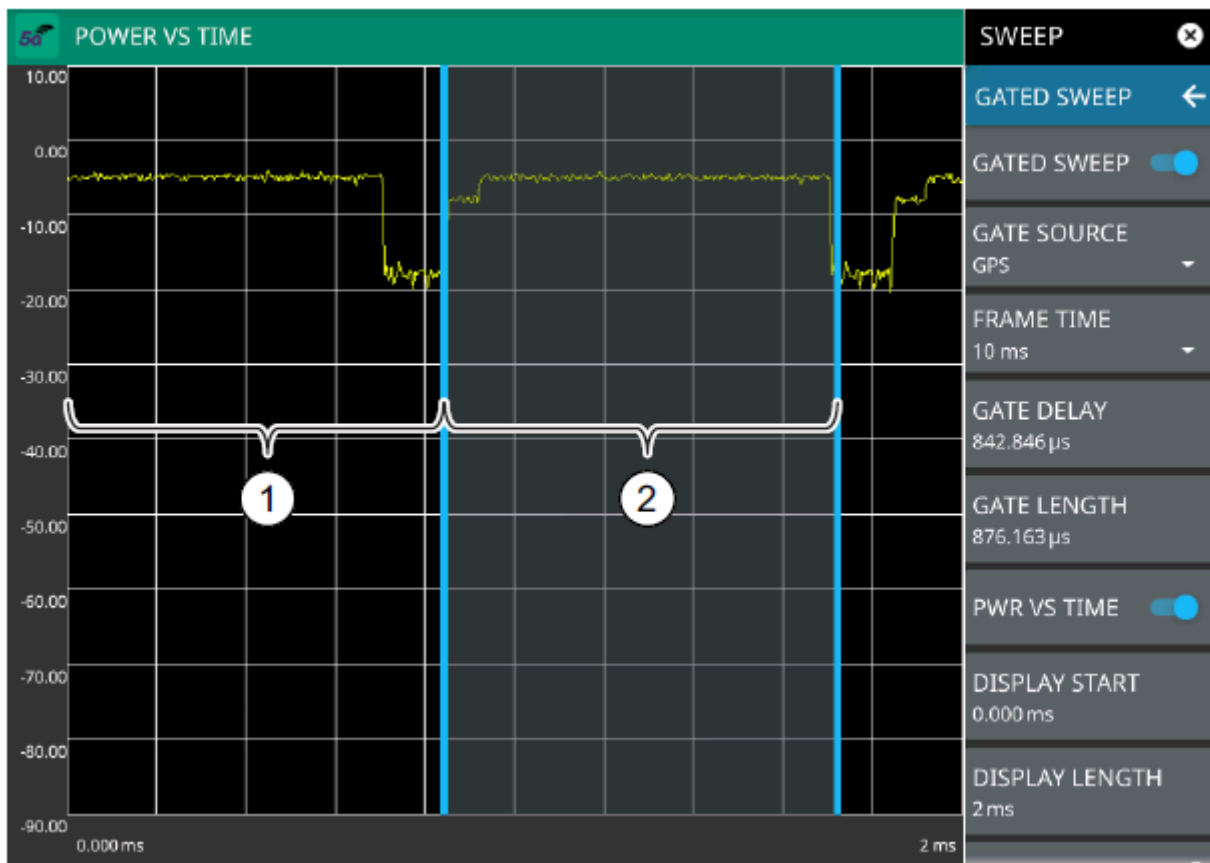 5G
POWER VS TIME
SWEEP
GATED SWEEP
GATED SWEEP
GATE SOURCE
GPS
FRAME TIME
10 ms
GATE DELAY
842.846 µs
GATE LENGTH
876.163 µs
PWR VS TIME
DISPLAY START
0.000 ms
DISPLAY LENGTH
2 ms
10.00
0.00
-10.00
-20.00
-30.00
-40.00
-50.00
-60.00
-70.00
-80.00
-90.00
1
2
0.000 ms
2 ms